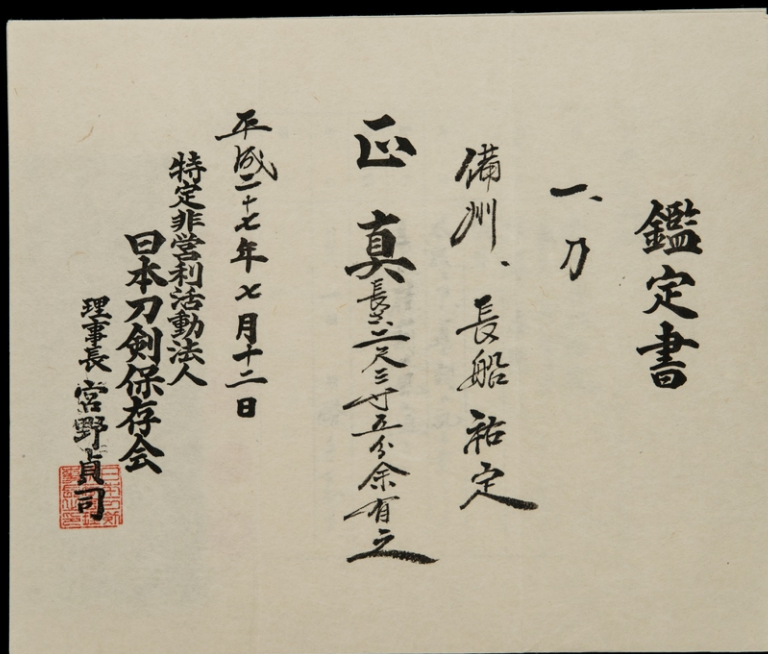 鑑定書
一、刀
備州、長船祐定
正真
長さ二尺三寸五分余有之
平成二十七年七月十二日
特定非営利活動法人
日本刀剣保存会
理事長 宮野貞司